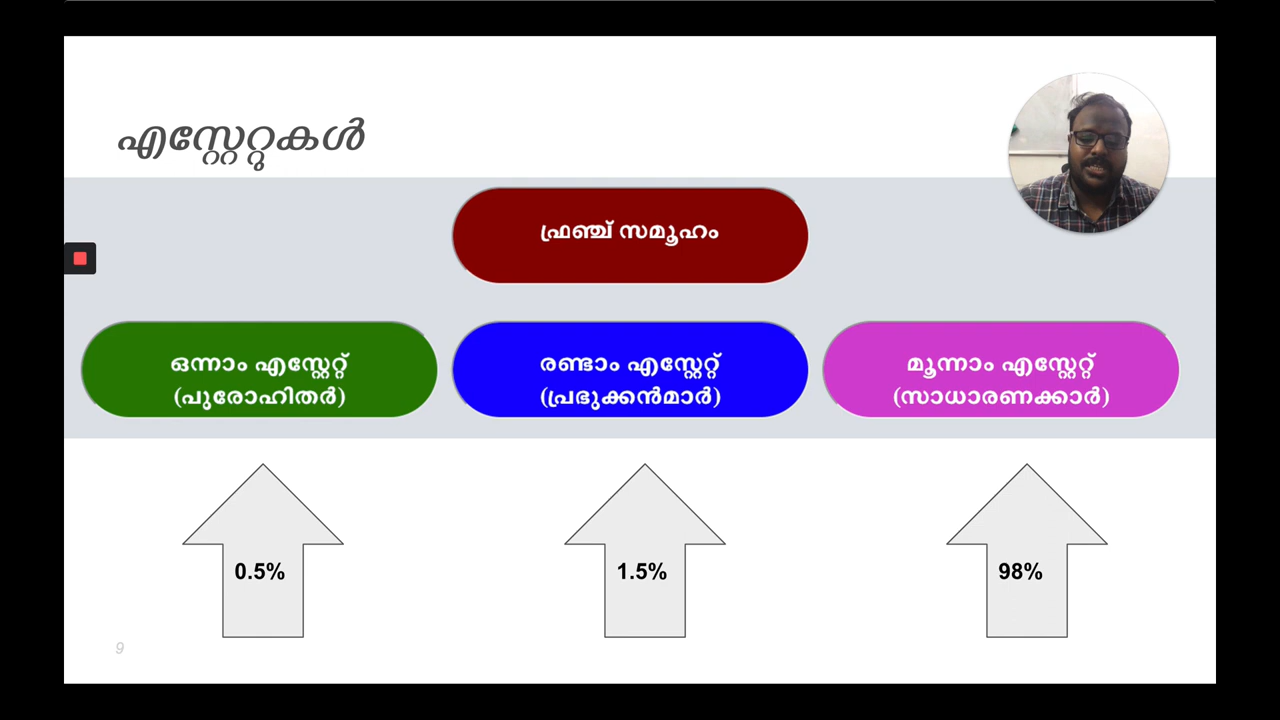 എസ്റ്റേറ്റുകൾ
ഫ്രഞ്ച് സമൂഹം
ഒന്നാം എസ്റ്റേറ്റ്
(പുരോഹിതർ)
രണ്ടാം എസ്റ്റേറ്റ്
(പ്രഭുക്കൻമാർ)
മൂന്നാം എസ്റ്റേറ്റ്
(സാധാരണക്കാർ)
0.5%
1.5%
98%
9